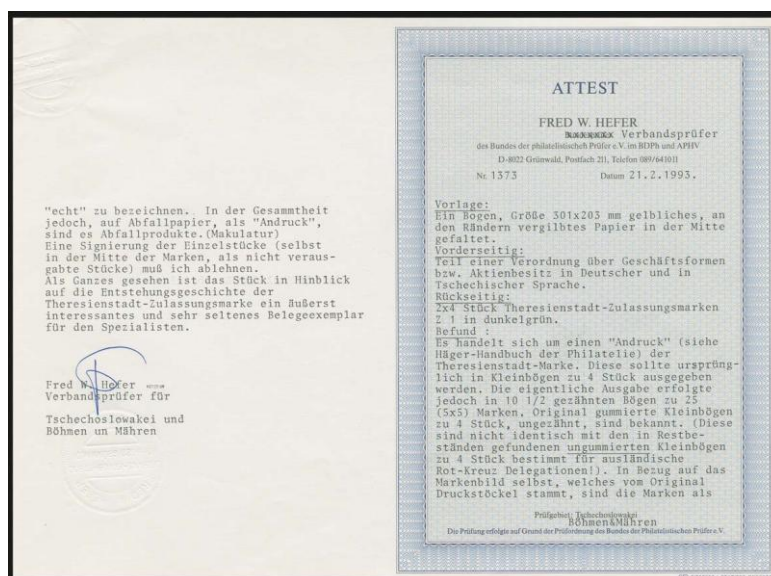 ATTEST
FRED W. HEFER
Verbandsprüfer
des Bundes der philatelistischen Prüfer e.V. im BDPh und APHV
D-8022 Grünwald, Postfach 211, Telefon 089/641011
Nr. 1373 Datum 21.2.1993.
Vorlage:
Ein Bogen, Größe 301x203 mm gelbliches, an
den Rändern vergilbtes Papier in der Mitte
gefaltet.
Vorderseitig:
Teil einer Verordnung über Geschäftsformen
bzw. Aktienbesitz in Deutscher und in
Tschechischer Sprache.
Rückseitig:
2x4 Stück Theresienstadt-Zulassungsmarken
Z 1 in dunkelgrün.
Befund :
Es handelt sich um einen "Andruck" (siehe
Häger-Handbuch der Philatelie) der
Theresienstadt-Marke. Diese sollte ursprüng-
lich in Kleinbögen zu 4 Stück ausgegeben
werden. Die eigentliche Ausgabe erfolgte
jedoch in 10 1/2 gezähnten Bögen zu 25
(5x5) Marken, Original gummierte Kleinbögen
zu 4 Stück, ungezähnt, sind bekannt. (Diese
sind nicht identisch mit den in Restbe-
ständen gefundenen ungummierten Kleinbögen
zu 4 Stück bestimmt für ausländische
Rot-Kreuz Delegationen!). In Bezug auf das
Markenbild selbst, welches vom Original
Druckstöckel stammt, sind die Marken als
Prüfgebiet: Tschechoslowakei
Böhmen&Mähren
Die Prüfung erfolgte auf Grund der Prüfordnung des Bundes der Philatelistischen Prüfer e.V.
"echt" zu bezeichnen. In der Gesammtheit
jedoch, auf Abfallpapier, als "Andruck",
sind es Abfallprodukte.(Makulatur)
Eine Signierung der Einzelstücke (selbst
in der Mitte der Marken, als nicht veraus-
gabte Stücke) muß ich ablehnen.
Als Ganzes gesehen ist das Stück in Hinblick
auf die Entstehungsgeschichte der
Theresienstadt-Zulassungsmarke ein äußerst
interessantes und sehr seltenes Belegeexemplar
für den Spezialisten.
Fred W. Hefer
Verbandsprüfer für
Tschechoslowakei und
Böhmen un Mähren